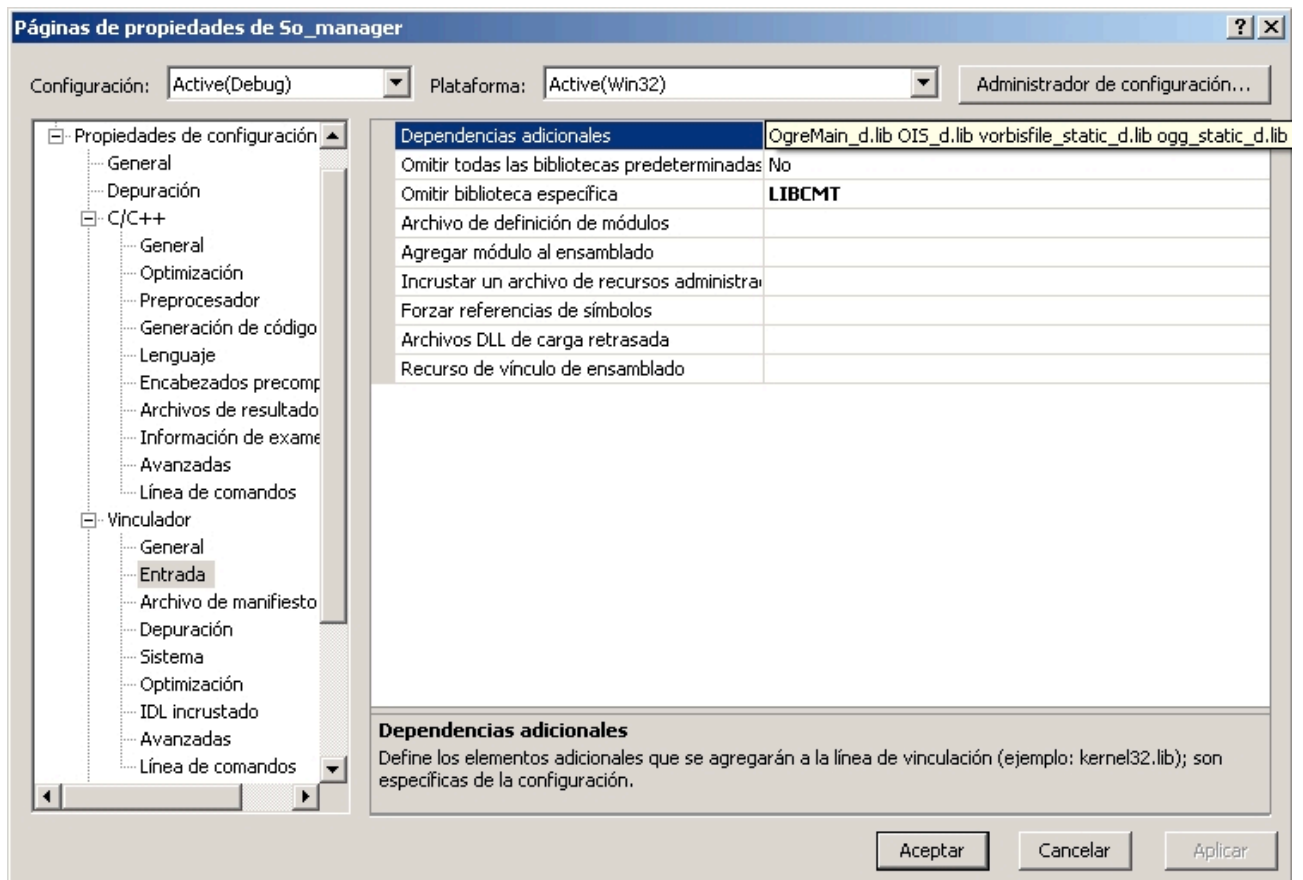 Páginas de propiedades de So_manager
Configuración: Active(Debug) Plataforma: Active(Win32) Administrador de configuración...
Propiedades de configuración
General
Depuración
C/C++
General
Optimización
Preprocesador
Generación de código
Lenguaje
Encabezados precomp
Archivos de resultado
Información de exame
Avanzadas
Línea de comandos
Vinculador
General
Entrada
Archivo de manifiesto
Depuración
Sistema
Optimización
IDL incrustado
Avanzadas
Línea de comandos
Dependencias adicionales OgreMain_d.lib OIS_d.lib vorbisfile_static_d.lib ogg_static_d.lib
Omitir todas las bibliotecas predeterminadas No
Omitir biblioteca específica LIBCMT
Archivo de definición de módulos
Agregar módulo al ensamblado
Incrustar un archivo de recursos administra
Forzar referencias de símbolos
Archivos DLL de carga retrasada
Recurso de vínculo de ensamblado
Dependencias adicionales
Define los elementos adicionales que se agregarán a la línea de vinculación (ejemplo: kernel32.lib); son
específicas de la configuración.
Aceptar Cancelar Aplicar